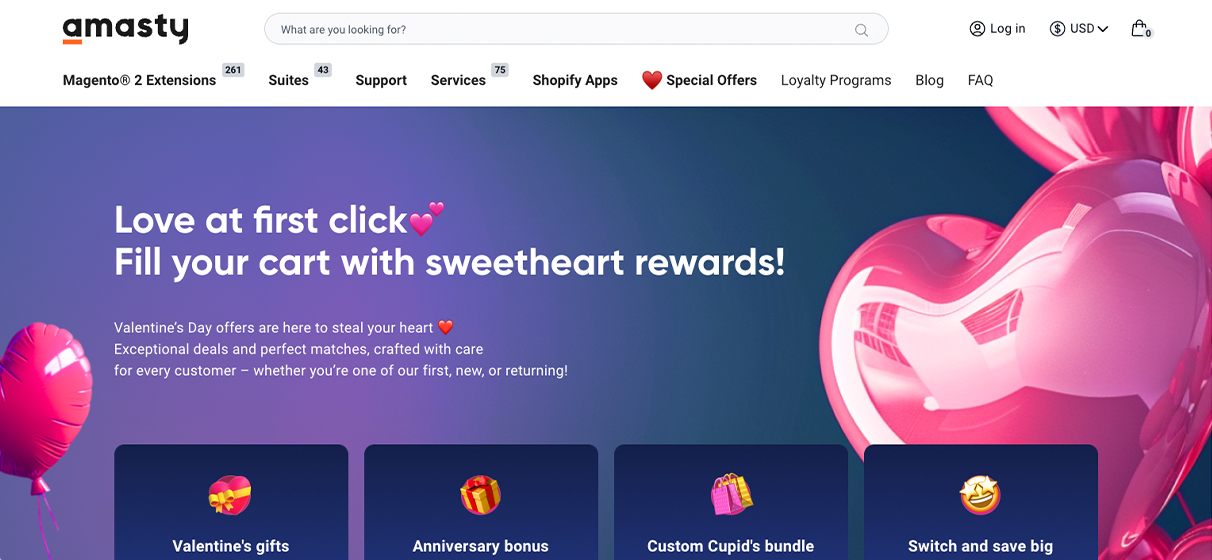 amasty
What are you looking for?
Log in
USD
0
Magento® 2 Extensions 261
Suites 43
Support
Services 75
Shopify Apps
Special Offers
Loyalty Programs
Blog
FAQ
Love at first click💕
Fill your cart with sweetheart rewards!
Valentine’s Day offers are here to steal your heart ❤️
Exceptional deals and perfect matches, crafted with care
for every customer – whether you’re one of our first, new, or returning!
Valentine's gifts
Anniversary bonus
Custom Cupid's bundle
Switch and save big